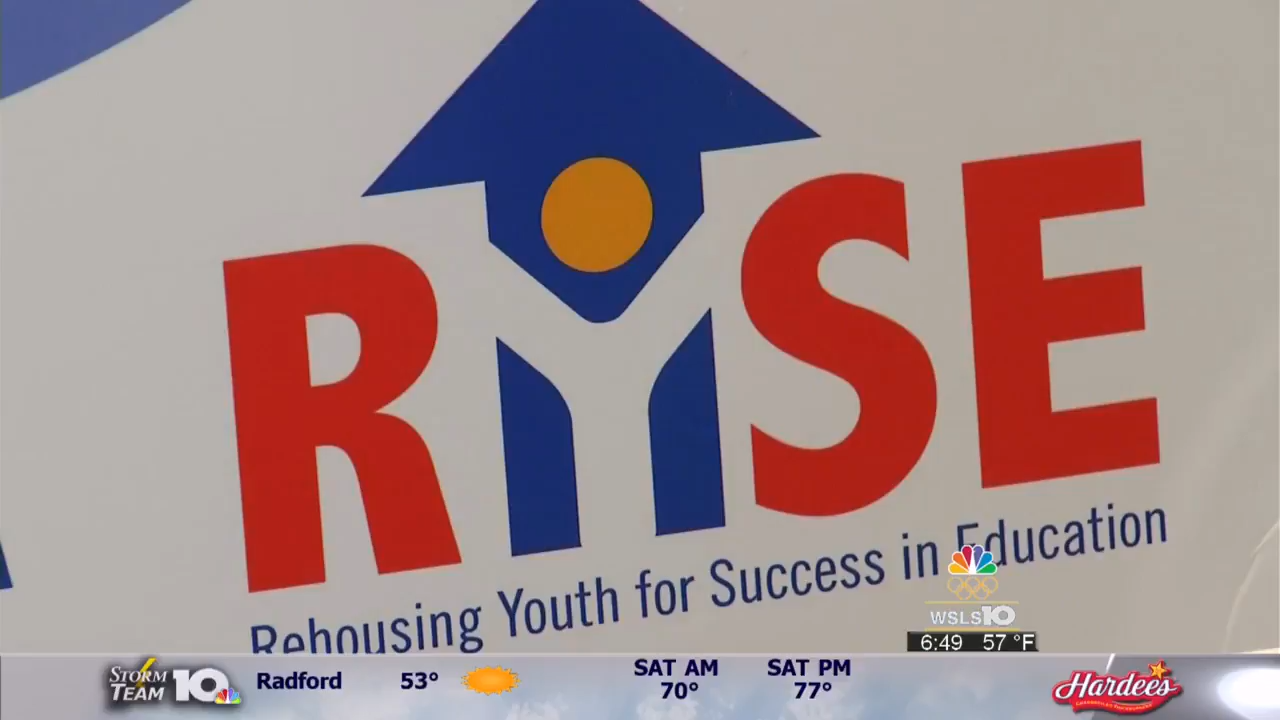 RYSE
Rehousing Youth for Success in Education
WSLS10
6:49 57 °F
STORM TEAM 10
Radford 53°
SAT AM 70°
SAT PM 77°
Hardee's